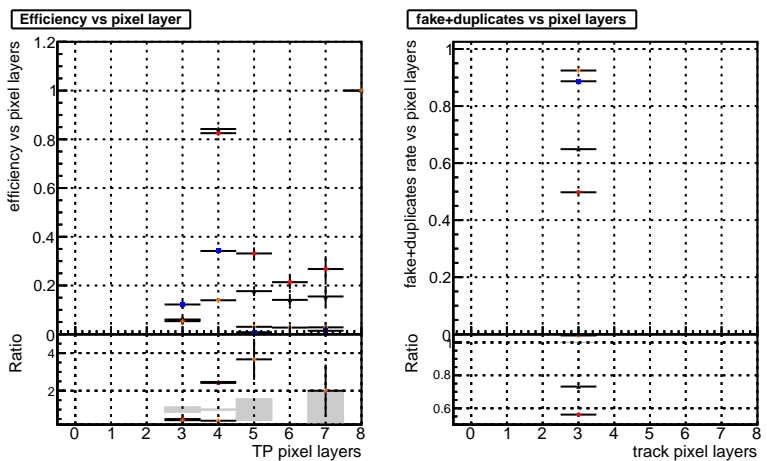 Efficiency vs pixel layer
efficiency vs pixel layers
1.2
1
0.8
0.6
0.4
0.2
0
Ratio
4
2
0 1 2 3 4 5 6 7 8
TP pixel layers
fake+duplicates vs pixel layers
fake+duplicates rate vs pixel layers
1
0.8
0.6
0.4
0.2
0
Ratio
1
0.8
0.6
0 1 2 3 4 5 6 7 8
track pixel layers